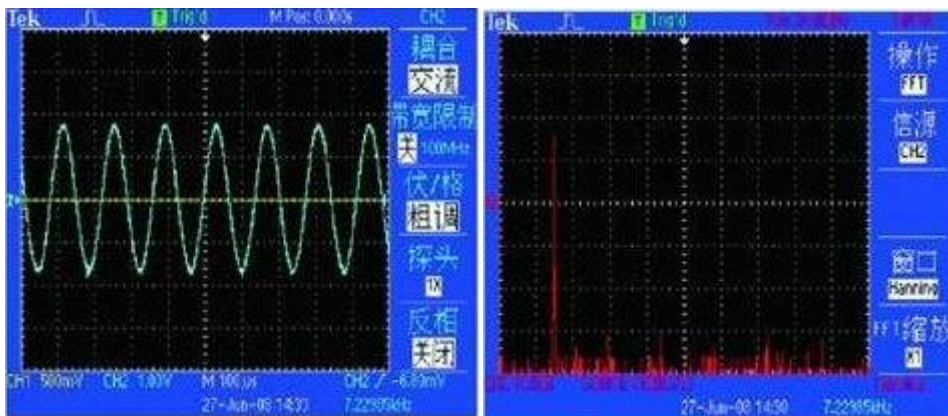 Tek Trig'd M Pos: 0.000s CH2
耦合
交流
带宽限制
关 100MHz
伏/格
粗调
探头
1X
反相
关闭
CH1 500mV CH2 1.00V M 100µs CH2
27-Jun-08 14:33 7.22985kHz
Tek Trig'd
操作
FFT
信源
CH2
窗口
Hanning
FFT缩放
X1
27-Jun-08 14:30 7.22985kHz